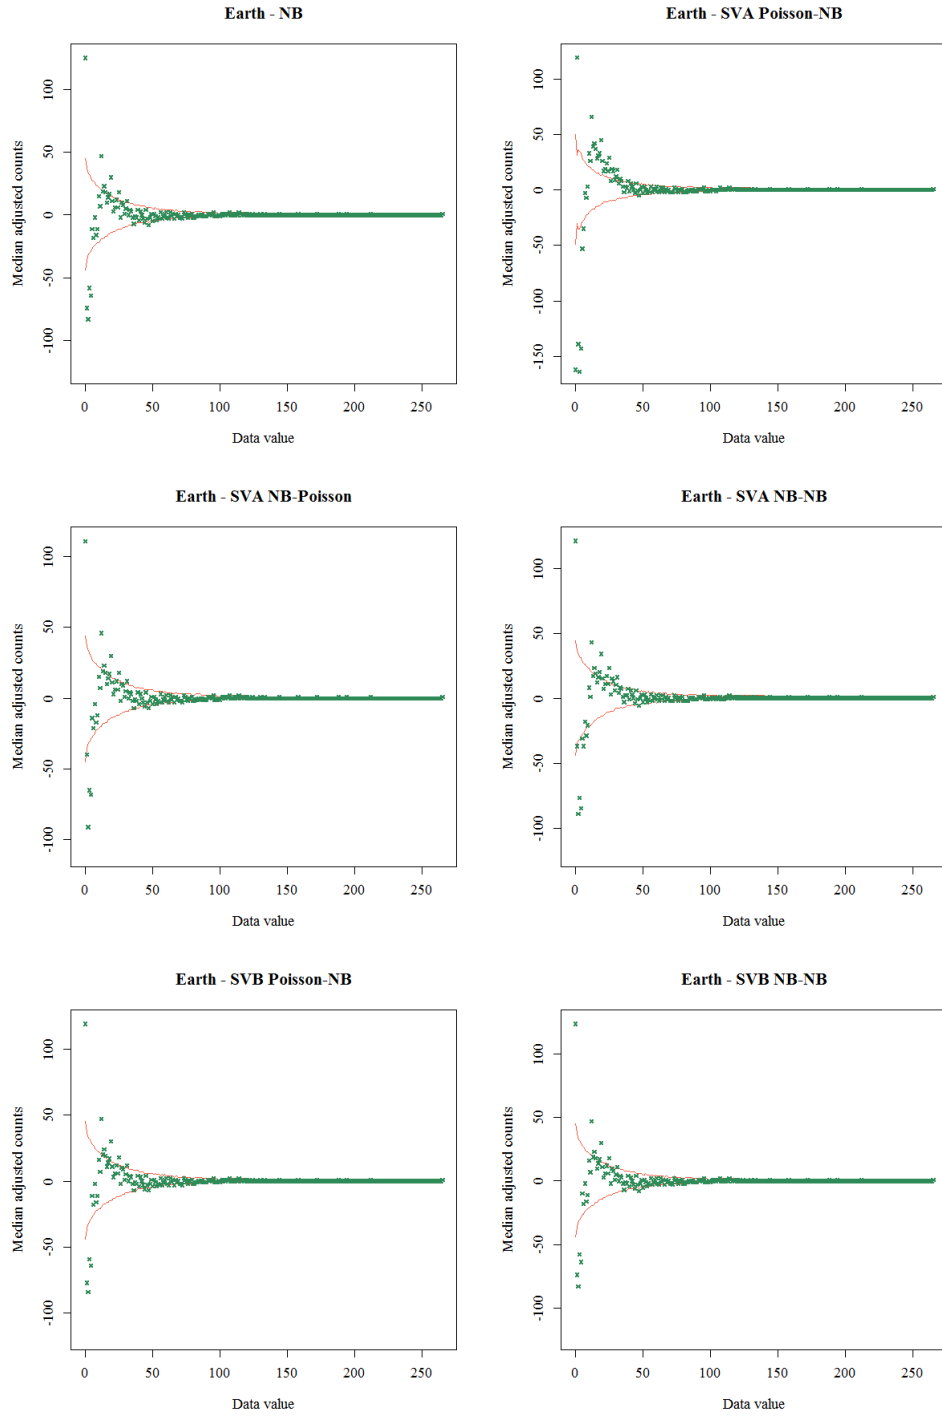 Earth - NB
Median adjusted counts
100
50
0
-50
-100
0 50 100 150 200 250
Data value
Earth - SVA Poisson-NB
Median adjusted counts
100
50
0
-50
-100
-150
0 50 100 150 200 250
Data value
Earth - SVA NB-Poisson
Median adjusted counts
100
50
0
-50
-100
0 50 100 150 200 250
Data value
Earth - SVA NB-NB
Median adjusted counts
100
50
0
-50
-100
0 50 100 150 200 250
Data value
Earth - SVB Poisson-NB
Median adjusted counts
100
50
0
-50
-100
0 50 100 150 200 250
Data value
Earth - SVB NB-NB
Median adjusted counts
100
50
0
-50
-100
0 50 100 150 200 250
Data value